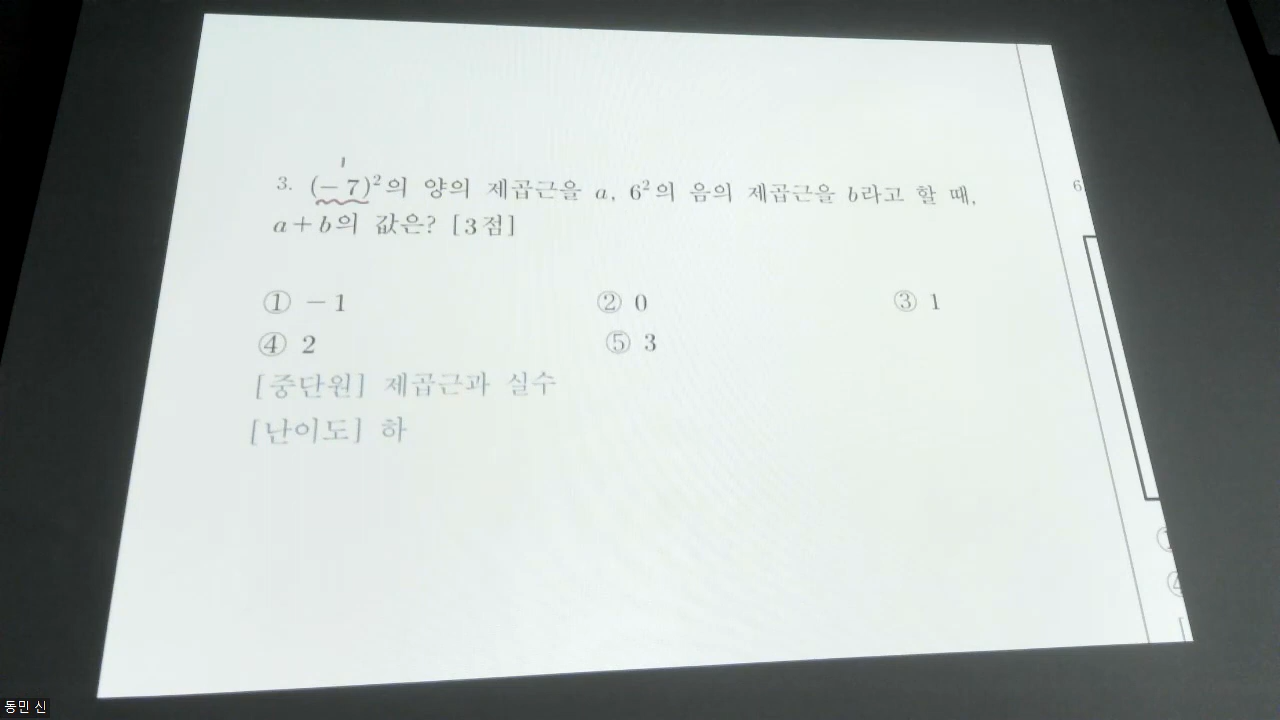 3. (−7)²의 양의 제곱근을 a, 6²의 음의 제곱근을 b라고 할 때,
a+b의 값은? [3점]
① −1 ② 0 ③ 1
④ 2 ⑤ 3
[중단원] 제곱근과 실수
[난이도] 하
6
동민 신